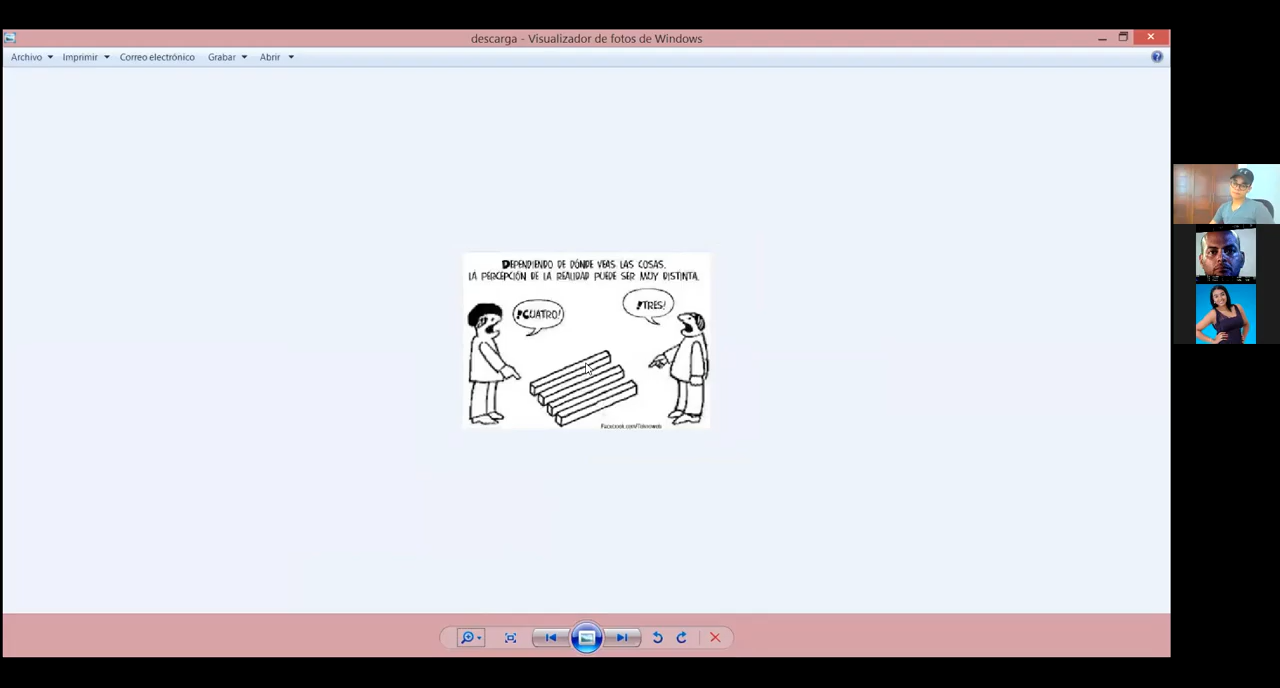 descarga - Visualizador de fotos de Windows
Archivo Imprimir Correo electrónico Grabar Abrir
DEPENDIENDO DE DÓNDE VEAS LAS COSAS.
LA PERCEPCIÓN DE LA REALIDAD PUEDE SER MUY DISTINTA.
¡CUATRO!
¡TRES!